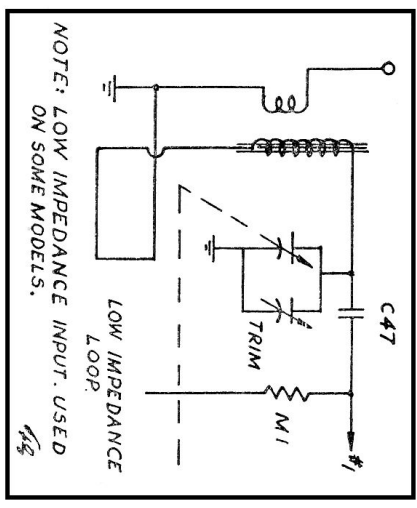 C47
#1
TRIM
M1
LOW IMPEDANCE
LOOP.
NOTE: LOW IMPEDANCE INPUT. USED
ON SOME MODELS.